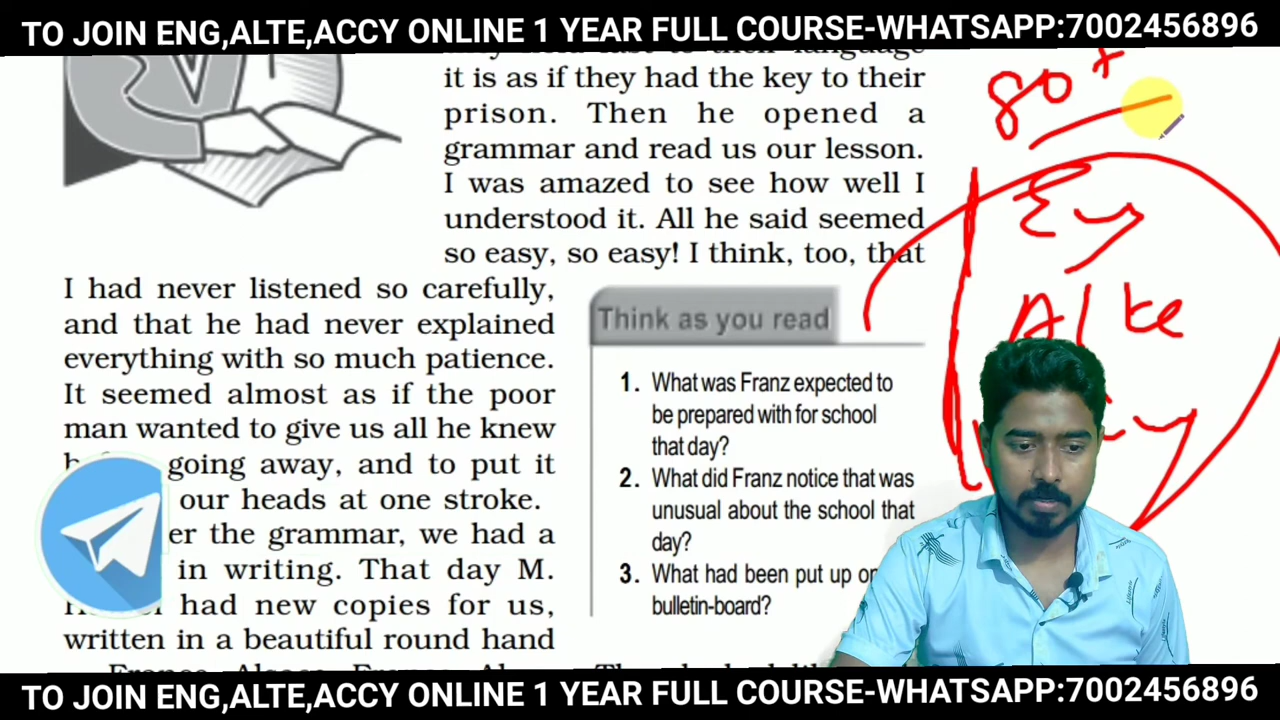 TO JOIN ENG,ALTE,ACCY ONLINE 1 YEAR FULL COURSE-WHATSAPP:7002456896
language
it is as if they had the key to their
prison. Then he opened a
grammar and read us our lesson.
I was amazed to see how well I
understood it. All he said seemed
so easy, so easy! I think, too, that
I had never listened so carefully,
and that he had never explained
everything with so much patience.
It seemed almost as if the poor
man wanted to give us all he knew
going away, and to put it
our heads at one stroke.
er the grammar, we had a
in writing. That day M.
had new copies for us,
written in a beautiful round hand
Think as you read
1. What was Franz expected to
be prepared with for school
that day?
2. What did Franz notice that was
unusual about the school that
day?
3. What had been put up on
bulletin-board?
80+
Eng
Alte
TO JOIN ENG,ALTE,ACCY ONLINE 1 YEAR FULL COURSE-WHATSAPP:7002456896